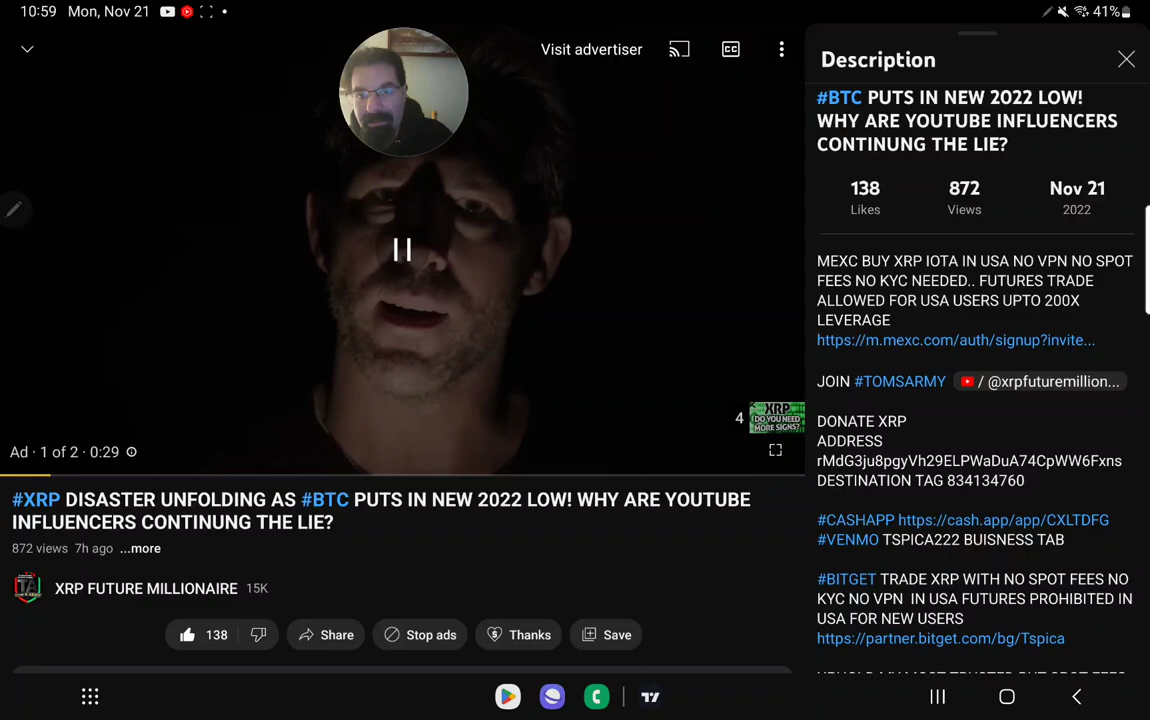 10:59 Mon, Nov 21
41%
Visit advertiser
CC
4
XRP
DO YOU NEED
MORE SIGNS?
Ad · 1 of 2 · 0:29
#XRP DISASTER UNFOLDING AS #BTC PUTS IN NEW 2022 LOW! WHY ARE YOUTUBE
INFLUENCERS CONTINUNG THE LIE?
872 views 7h ago ...more
XRP FUTURE MILLIONAIRE 15K
138
Share
Stop ads
Thanks
Save
Description
#BTC PUTS IN NEW 2022 LOW!
WHY ARE YOUTUBE INFLUENCERS
CONTINUNG THE LIE?
138 872 Nov 21
Likes Views 2022
MEXC BUY XRP IOTA IN USA NO VPN NO SPOT
FEES NO KYC NEEDED.. FUTURES TRADE
ALLOWED FOR USA USERS UPTO 200X
LEVERAGE
https://m.mexc.com/auth/signup?invite...
JOIN #TOMSARMY / @xrpfuturemillion...
DONATE XRP
ADDRESS
rMdG3ju8pgyVh29ELPWaDuA74CpWW6Fxns
DESTINATION TAG 834134760
#CASHAPP https://cash.app/app/CXLTDFG
#VENMO TSPICA222 BUISNESS TAB
#BITGET TRADE XRP WITH NO SPOT FEES NO
KYC NO VPN IN USA FUTURES PROHIBITED IN
USA FOR NEW USERS
https://partner.bitget.com/bg/Tspica